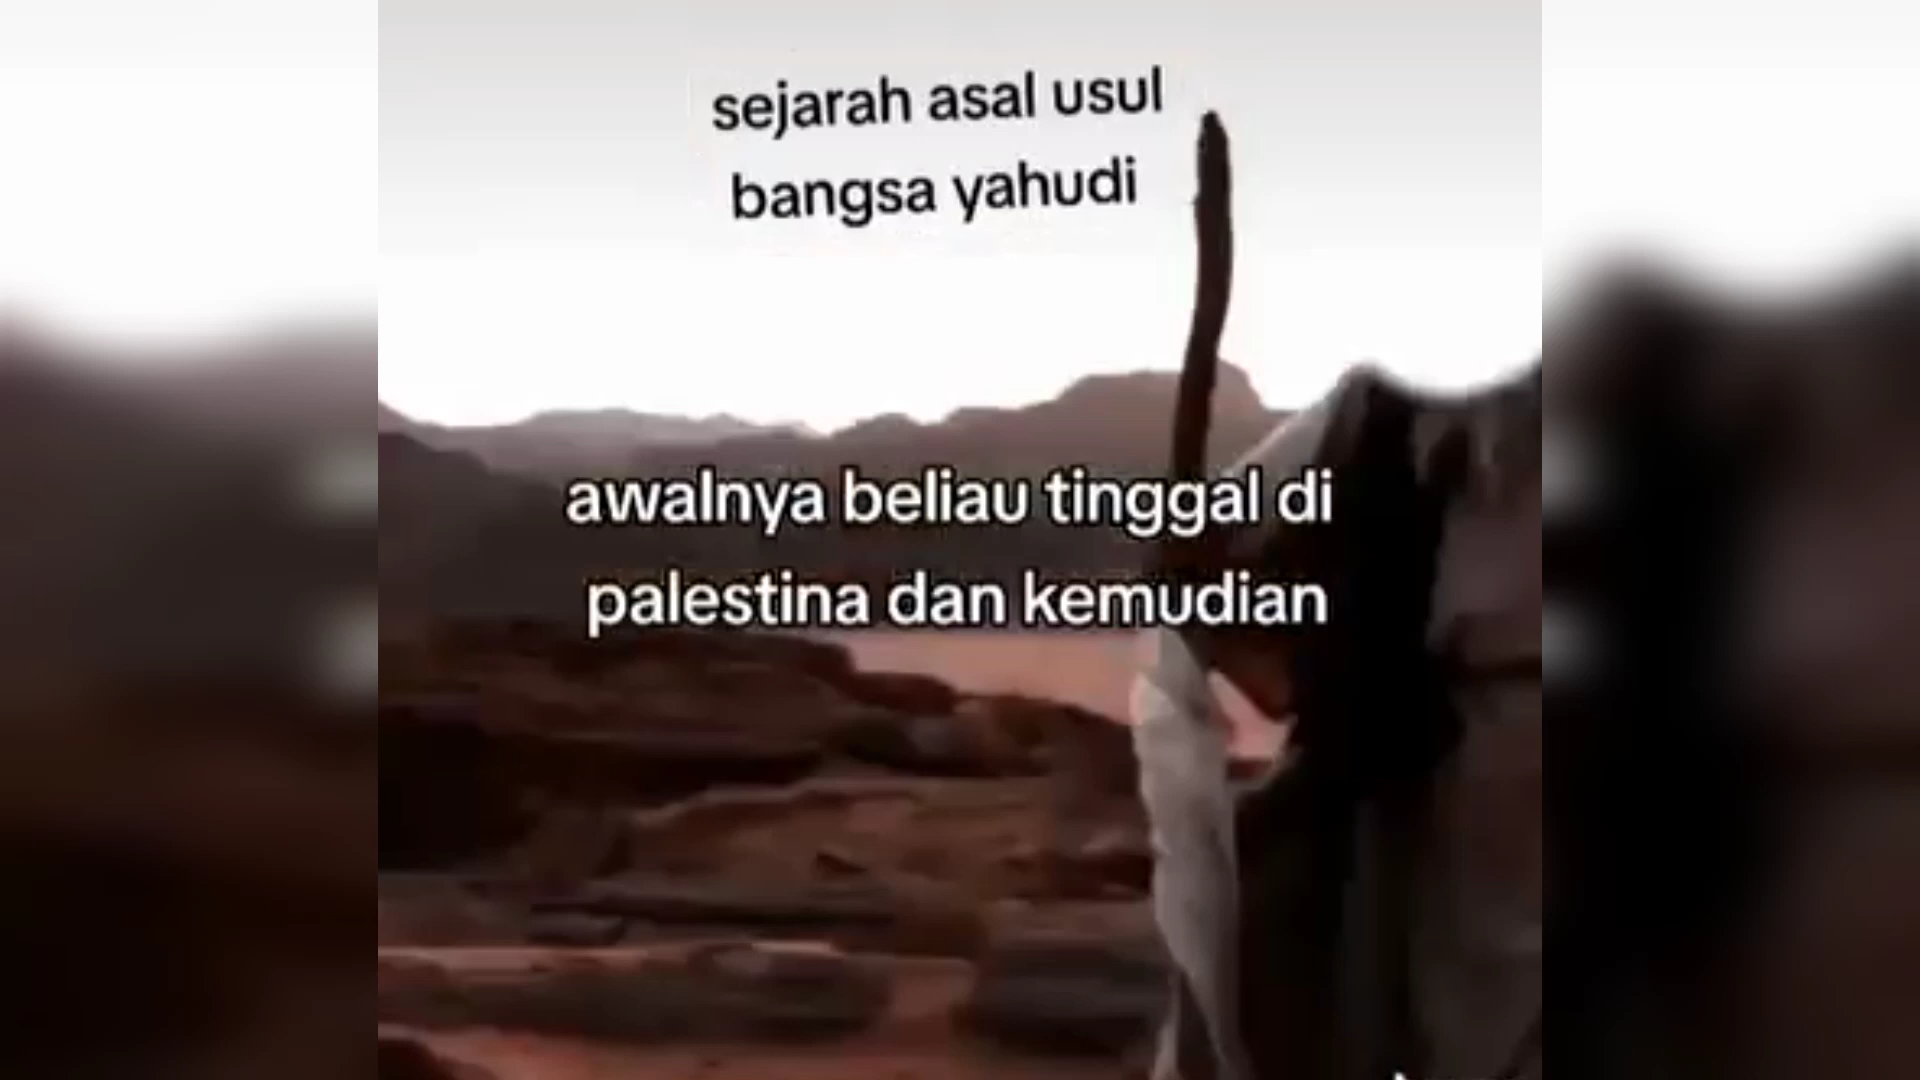 sejarah asal usul
bangsa yahudi
awalnya beliau tinggal di
palestina dan kemudian